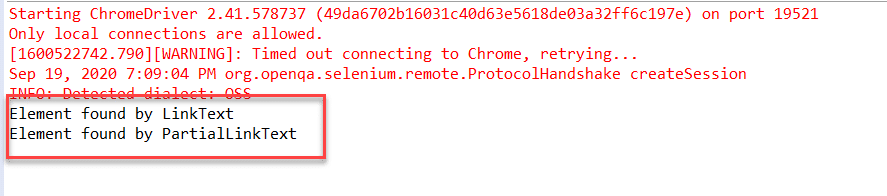 Starting ChromeDriver 2.41.578737 (49da6702b16031c40d63e5618de03a32ff6c197e) on port 19521
Only local connections are allowed.
[1600522742.790][WARNING]: Timed out connecting to Chrome, retrying...
Sep 19, 2020 7:09:04 PM org.openqa.selenium.remote.ProtocolHandshake createSession
INFO: Detected dialect: OSS
Element found by LinkText
Element found by PartialLinkText